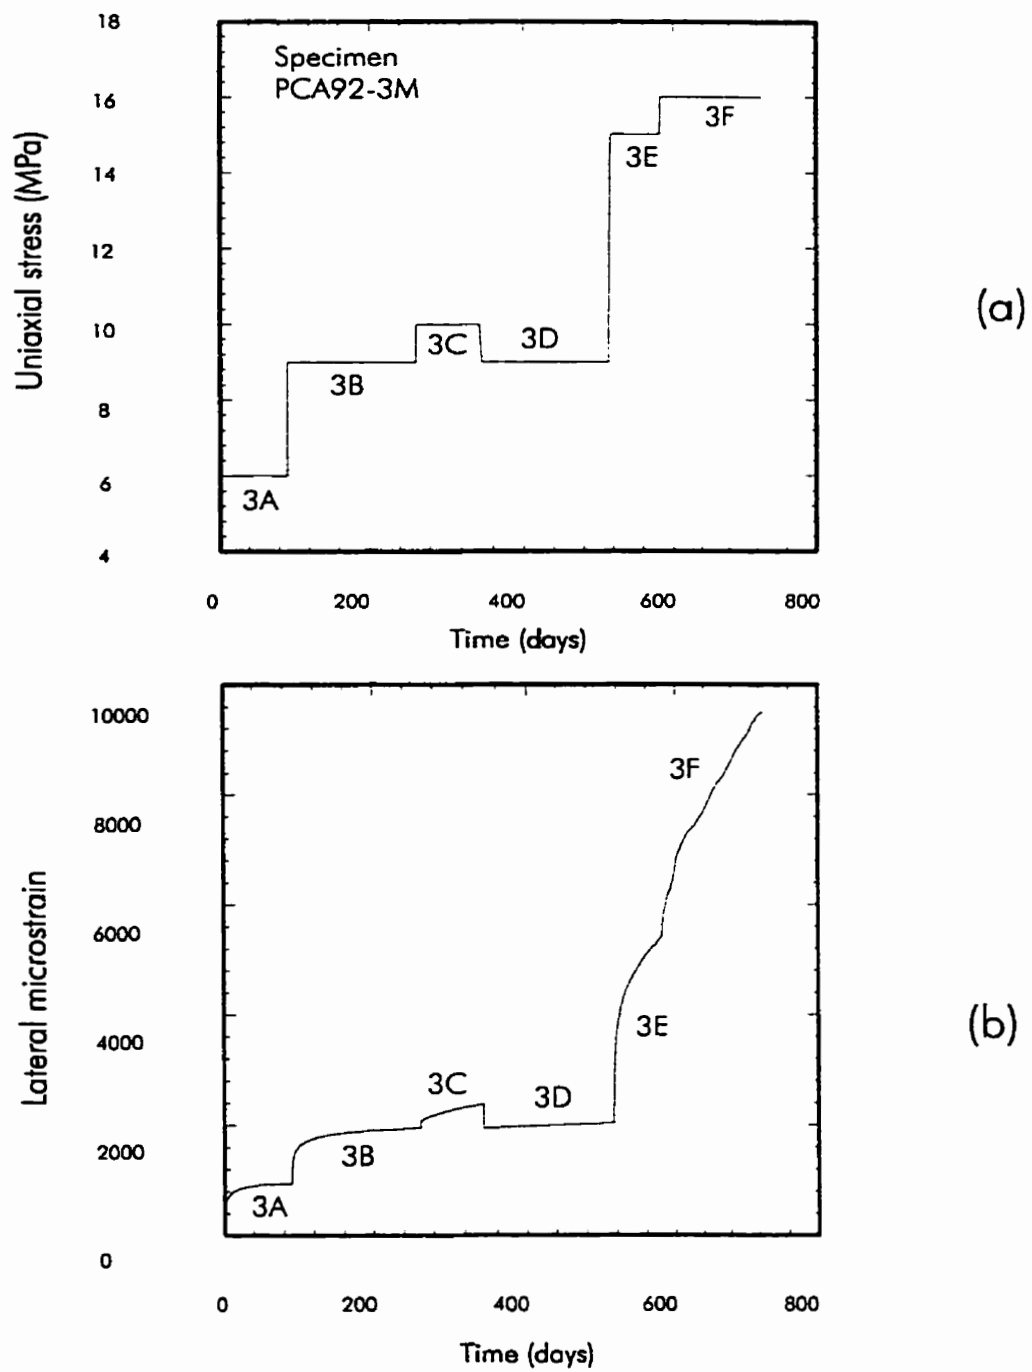 18
16
14
12
10
8
6
4
Uniaxial stress (MPa)
Specimen
PCA92-3M
3A
3B
3C
3D
3E
3F
(a)
0 200 400 600 800
Time (days)
10000
8000
6000
4000
2000
0
Lateral microstrain
3A
3B
3C
3D
3E
3F
(b)
0 200 400 600 800
Time (days)